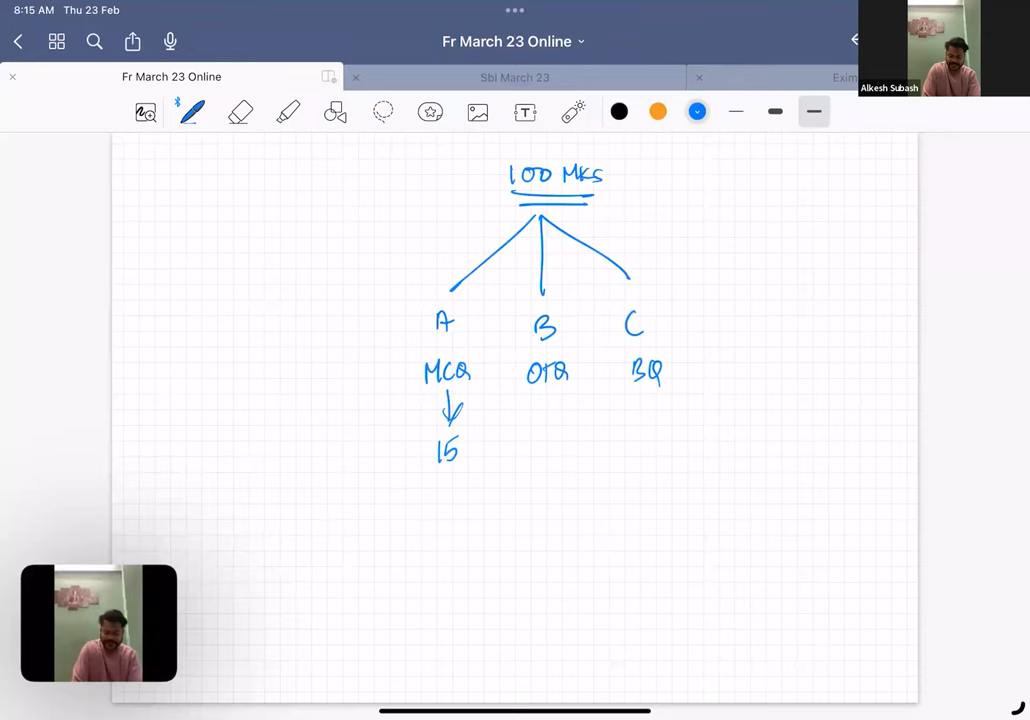 8:15 AM Thu 23 Feb
Fr March 23 Online
Alkesh Subash
Fr March 23 Online
Sbl March 23
Exim
T
100 MKS
A B C
MCQ OTQ BQ
15